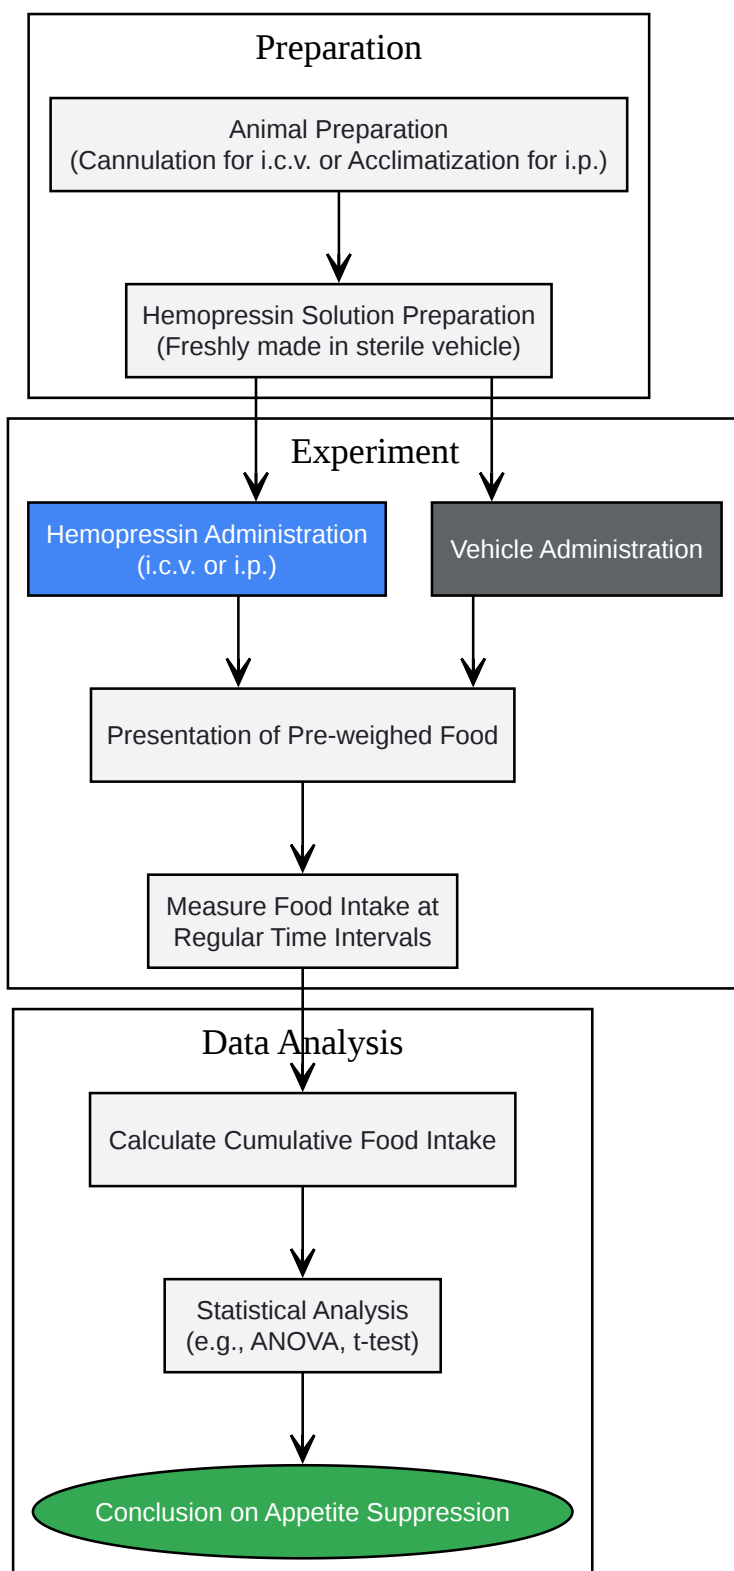 Preparation
Animal Preparation
(Cannulation for i.c.v. or Acclimatization for i.p.)
Hemopressin Solution Preparation
(Freshly made in sterile vehicle)
Experiment
Hemopressin Administration
(i.c.v. or i.p.)
Vehicle Administration
Presentation of Pre-weighed Food
Measure Food Intake at
Regular Time Intervals
Data Analysis
Calculate Cumulative Food Intake
Statistical Analysis
(e.g., ANOVA, t-test)
Conclusion on Appetite Suppression